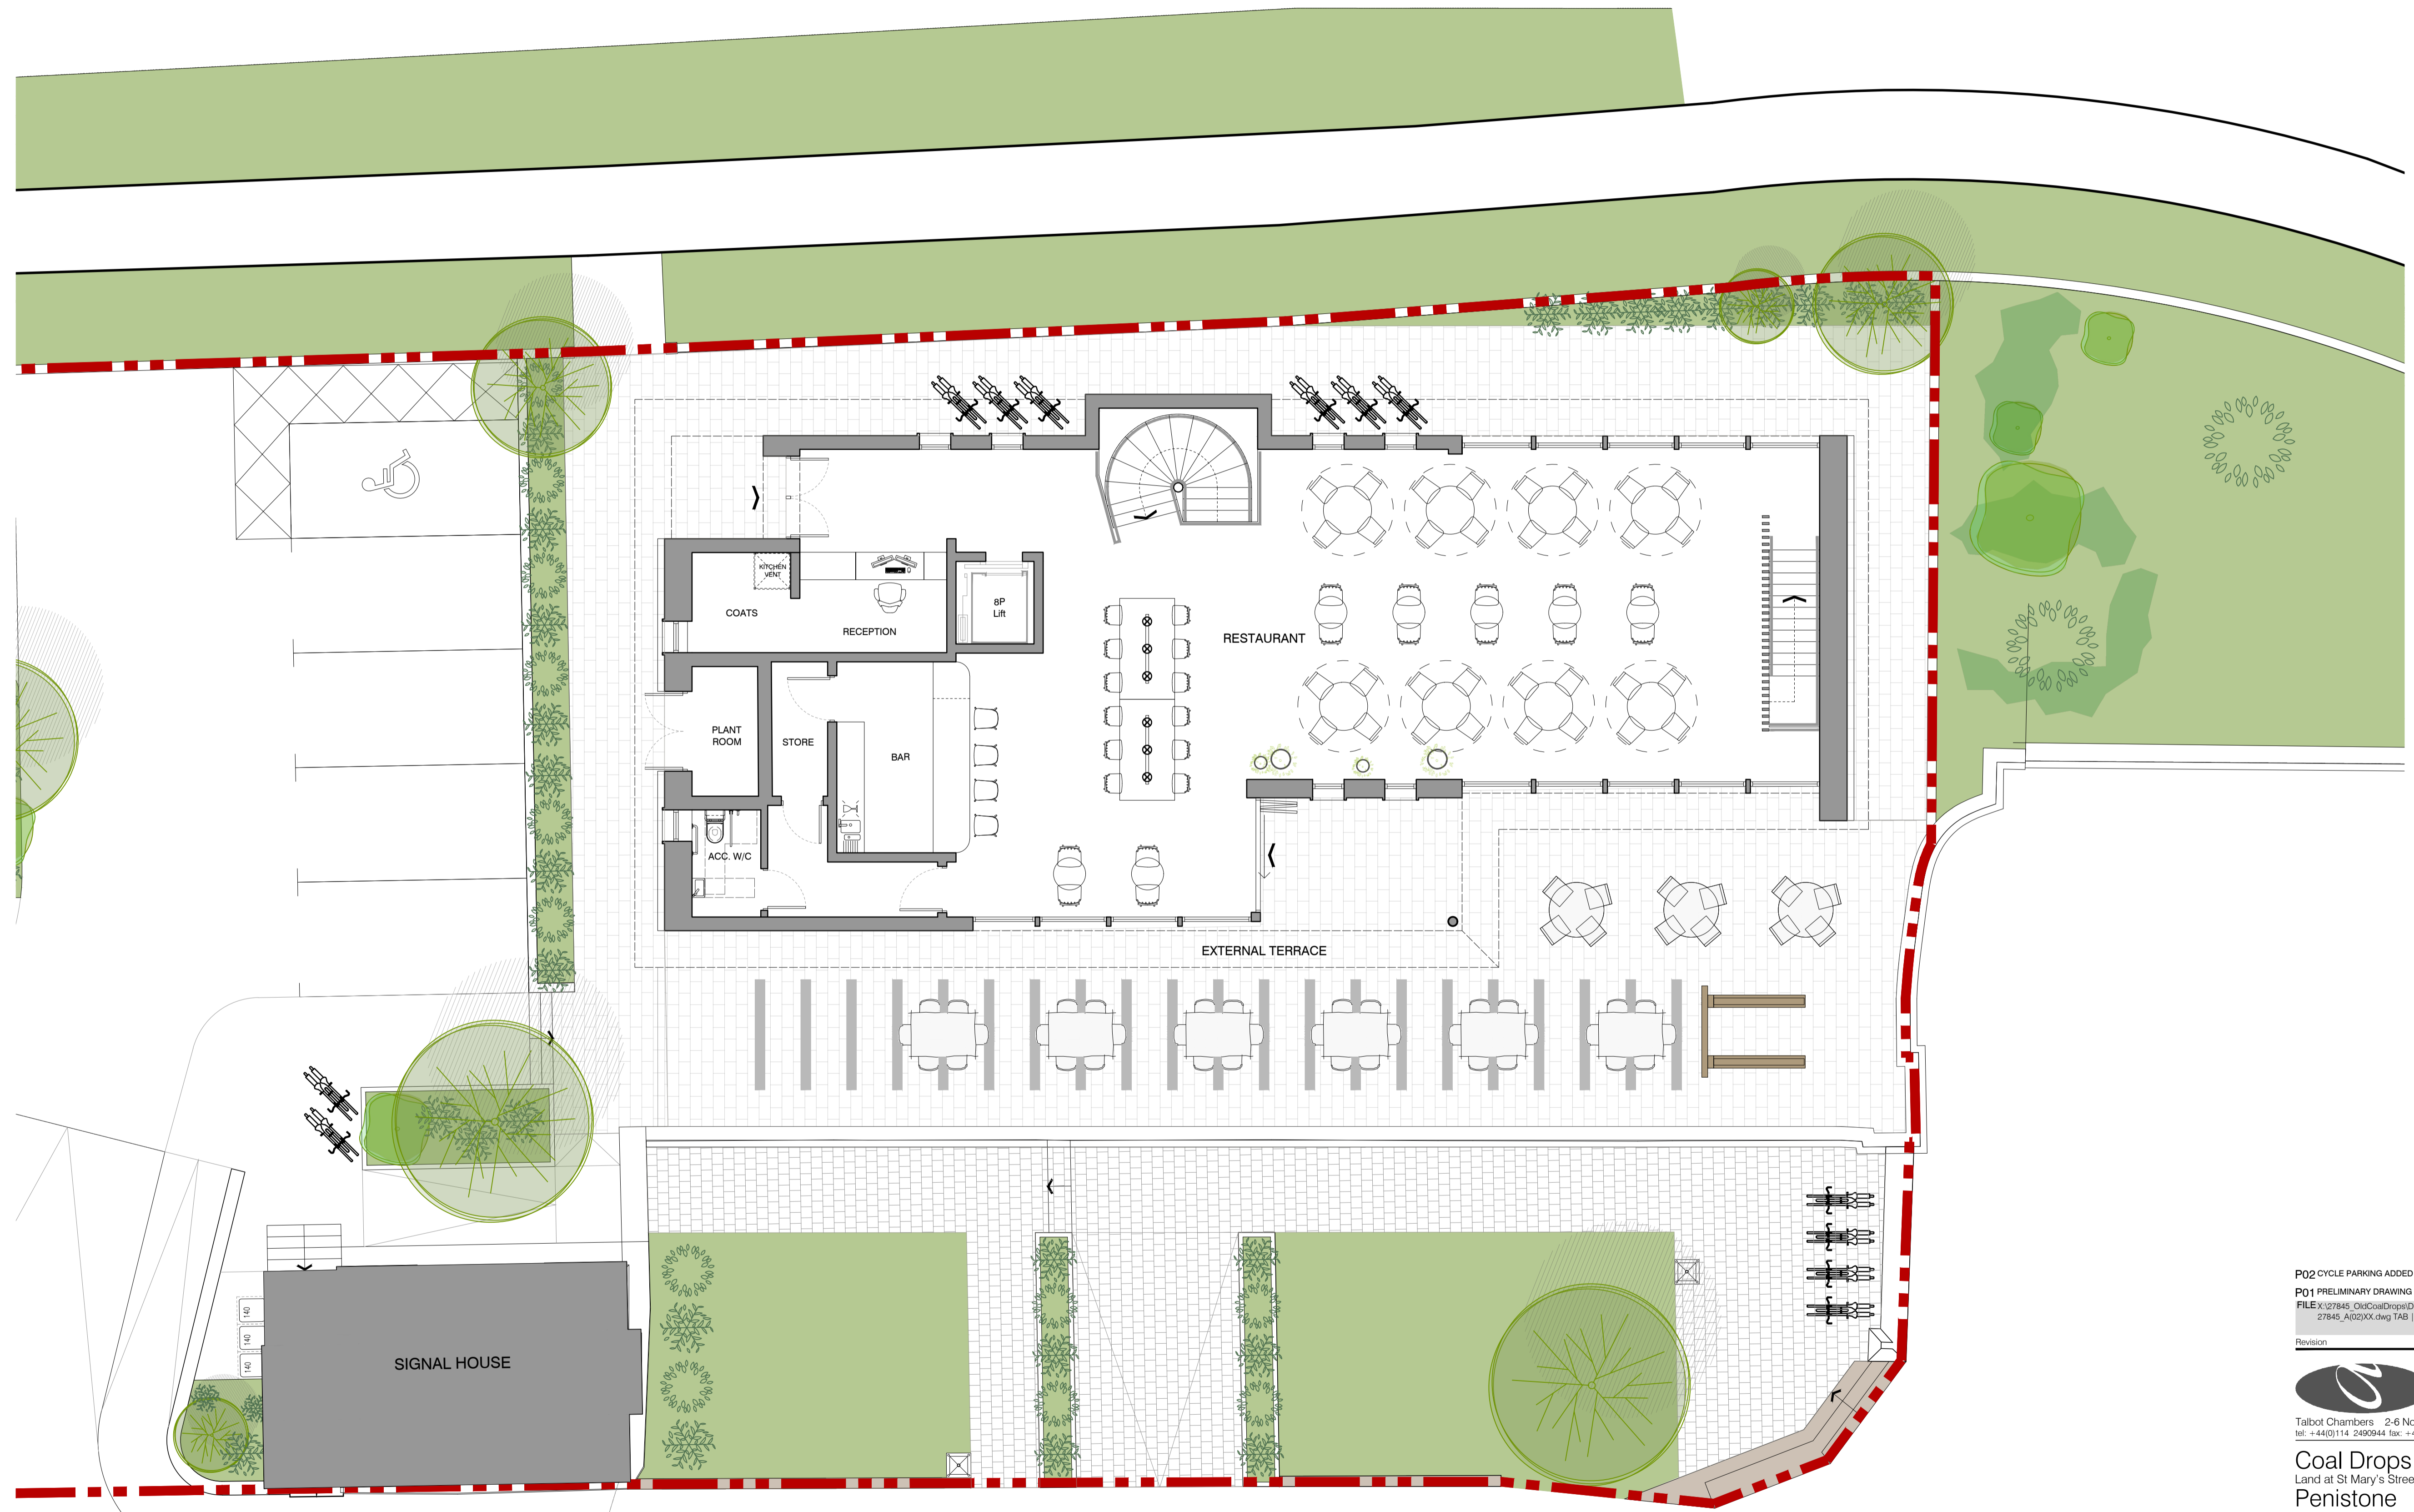 KITCHEN
VENT
COATS
RECEPTION
8P
Lift
RESTAURANT
PLANT
ROOM
STORE
BAR
ACC. W/C
EXTERNAL TERRACE
140
140
140
SIGNAL HOUSE
P02 CYCLE PARKING ADDED
P01 PRELIMINARY DRAWING
FILE X:\27845_OldCoalDrops\D
27845_A(02)XX.dwg TAB |
Revision
Talbot Chambers 2-6 No
tel: +44(0)114 2490944 fax: +4
Coal Drops
Land at St Mary's Stree
Penistone